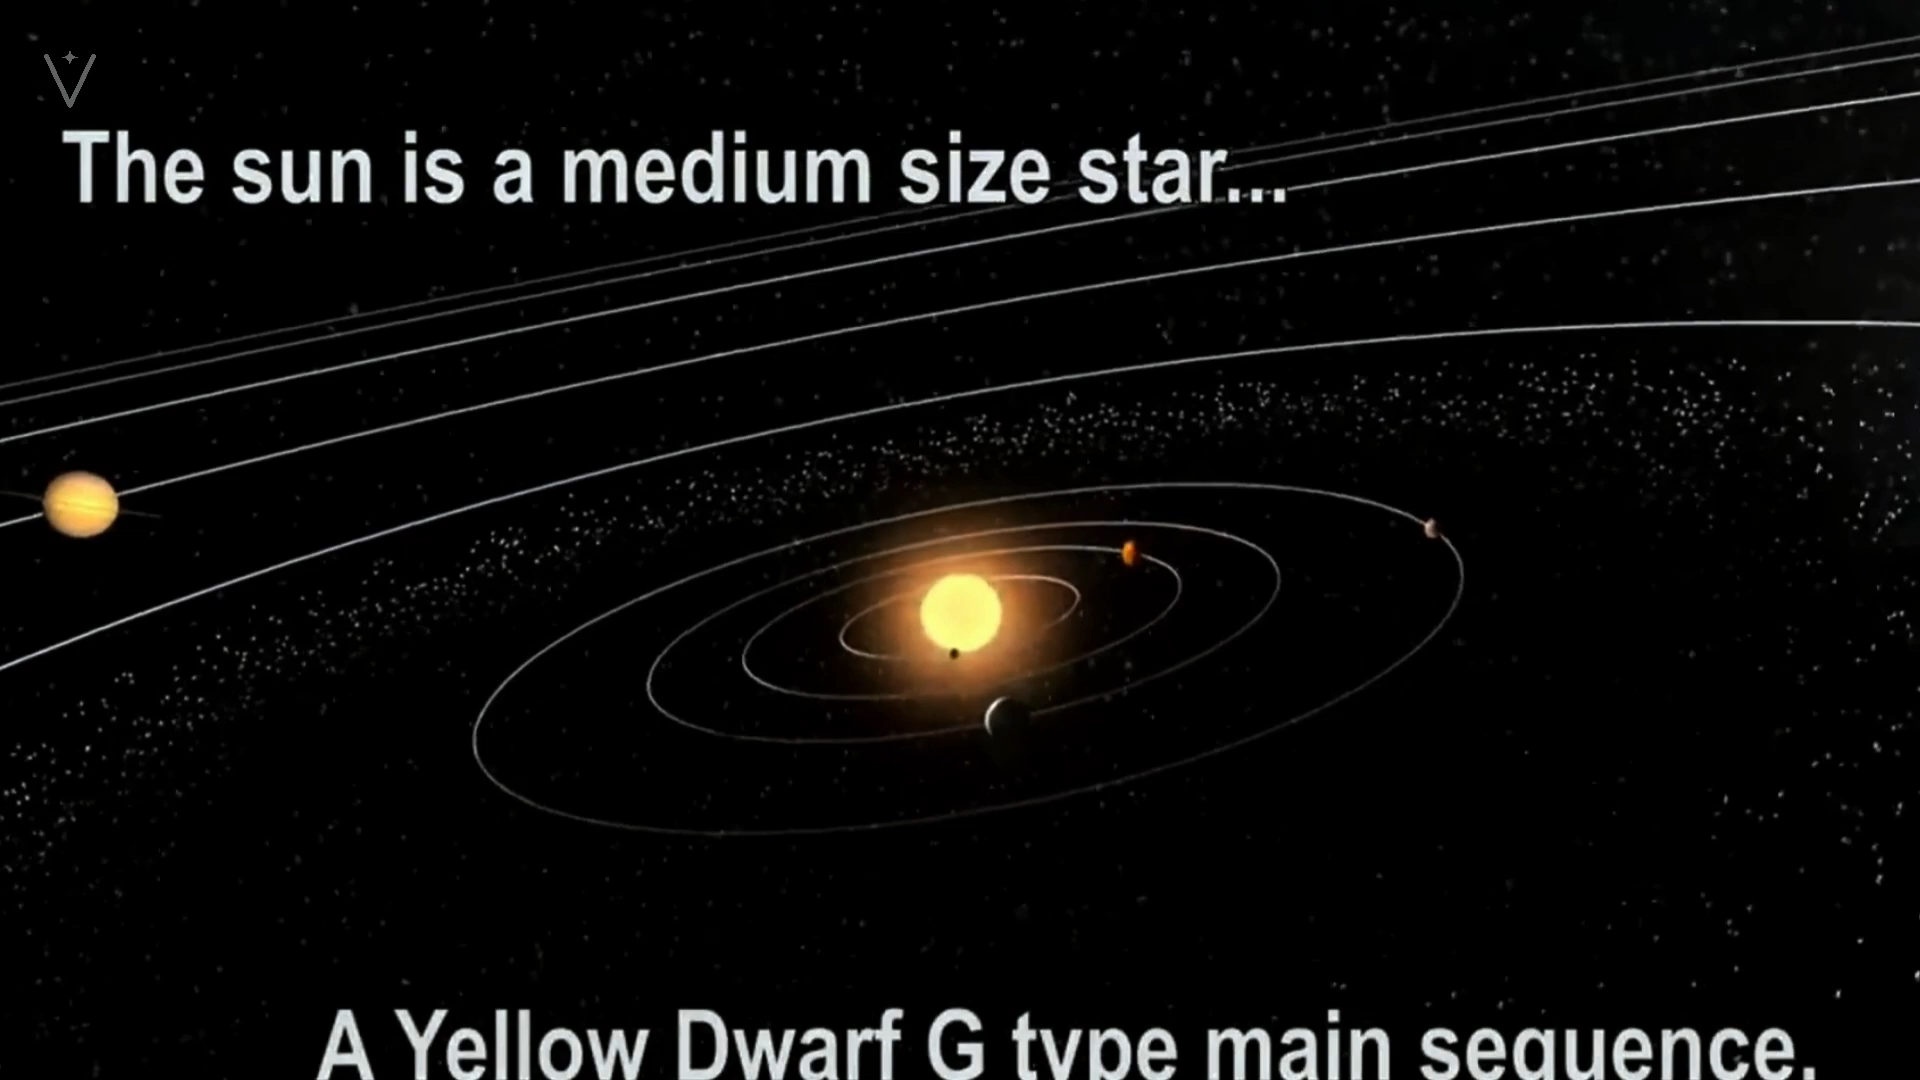 The sun is a medium size star...
A Yellow Dwarf G type main sequence.